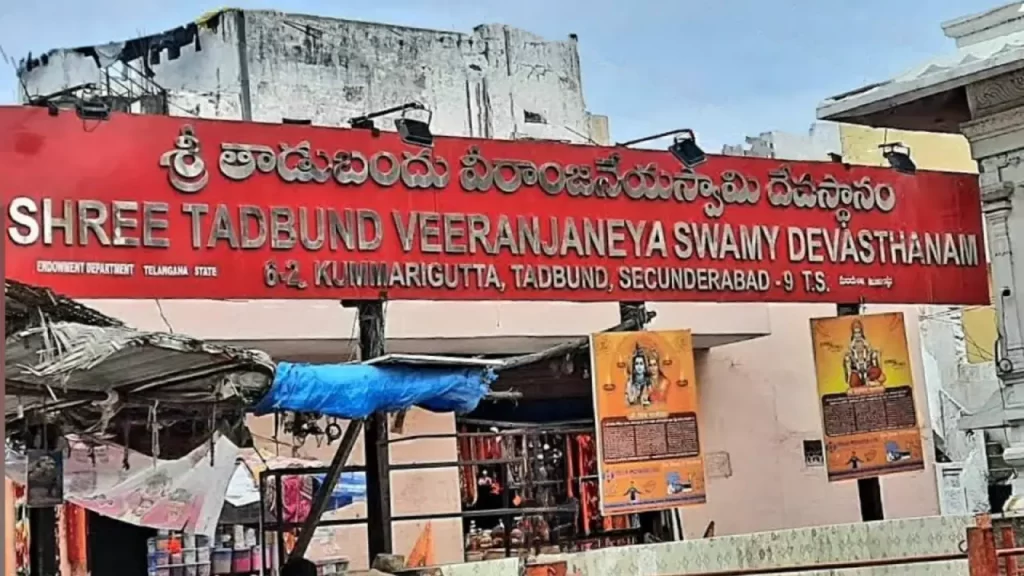 శ్రీ తాడుబందు వీరాంజనేయస్వామి దేవస్థానం
SHREE TADBUND VEERANJANEYA SWAMY DEVASTHANAM
ENDOWMENT DEPARTMENT TELANGANA STATE
6-2, KUMMARIGUTTA, TADBUND, SECUNDERABAD - 9 T.S.